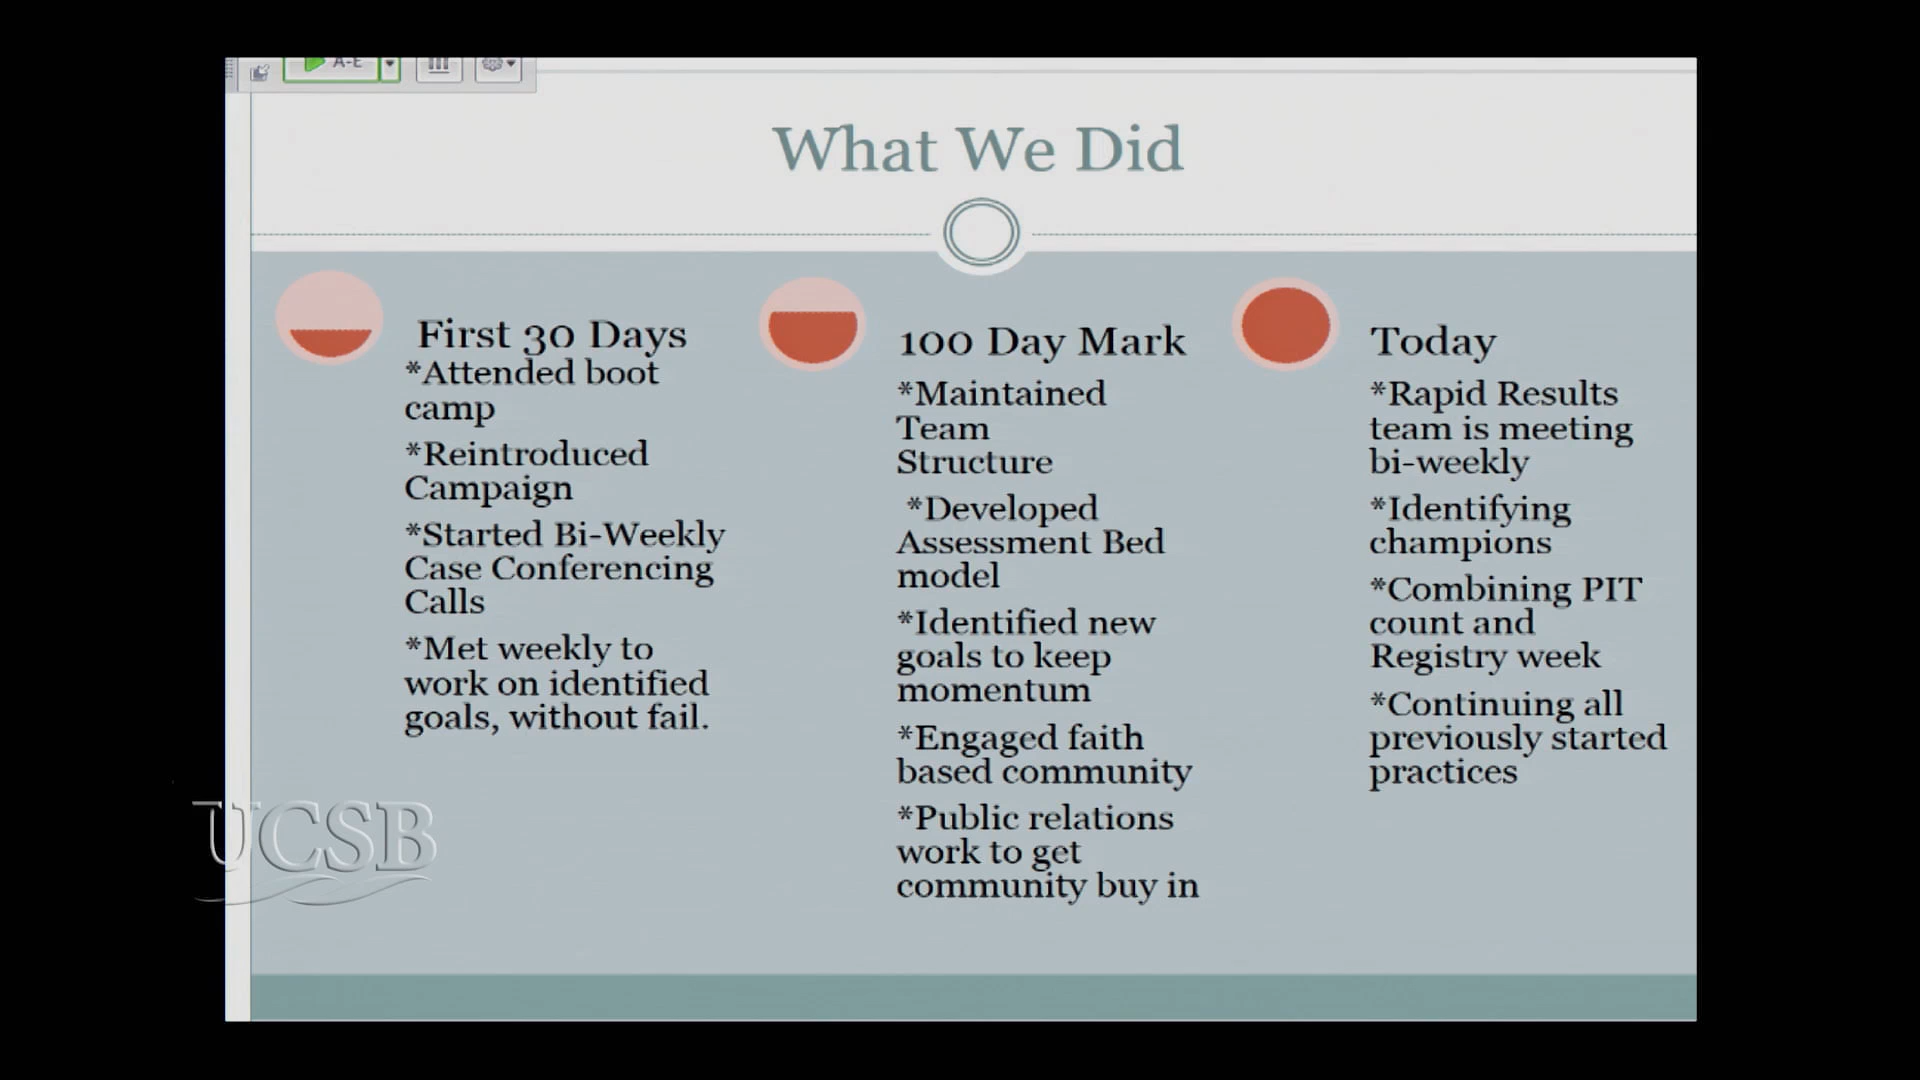 A-E
What We Did
First 30 Days
*Attended boot
camp
*Reintroduced
Campaign
*Started Bi-Weekly
Case Conferencing
Calls
*Met weekly to
work on identified
goals, without fail.
100 Day Mark
*Maintained
Team
Structure
*Developed
Assessment Bed
model
*Identified new
goals to keep
momentum
*Engaged faith
based community
*Public relations
work to get
community buy in
Today
*Rapid Results
team is meeting
bi-weekly
*Identifying
champions
*Combining PIT
count and
Registry week
*Continuing all
previously started
practices
UCSB